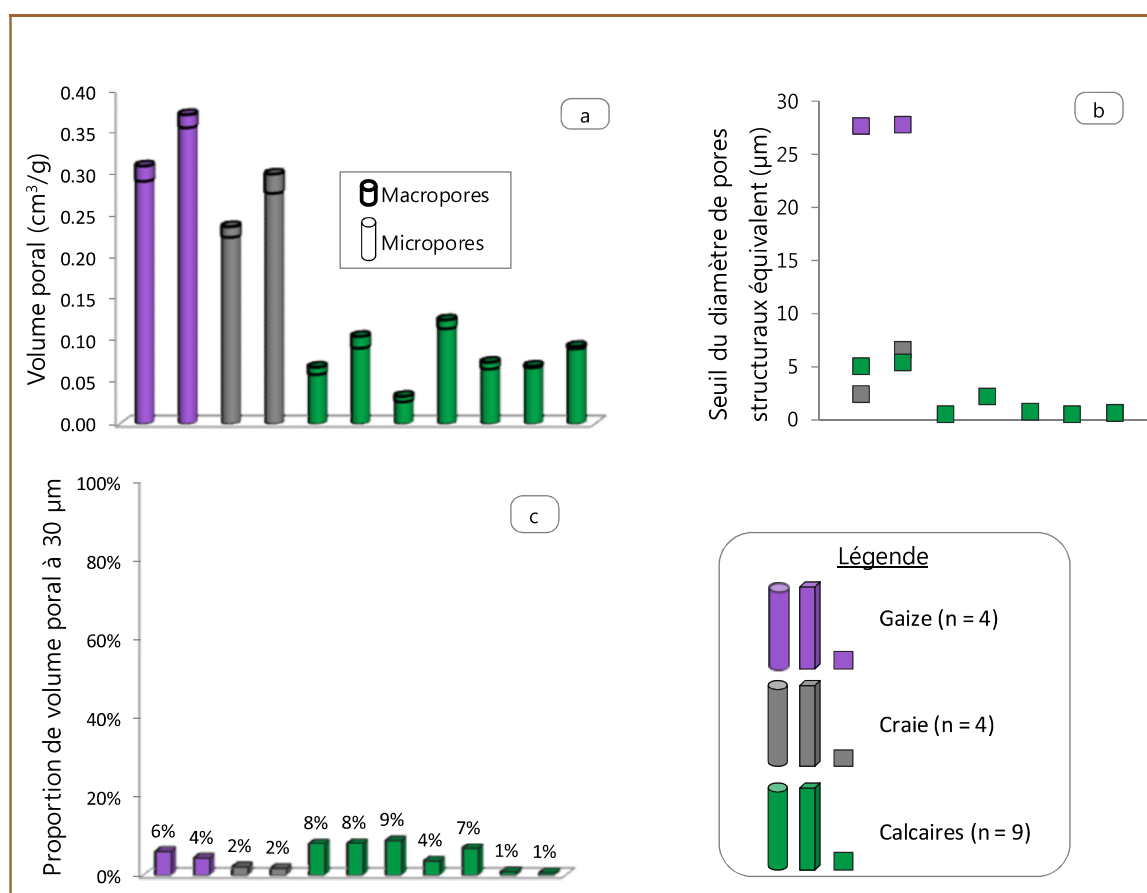 a
Volume poral (cm³/g)
0.40
0.35
0.30
0.25
0.20
0.15
0.10
0.05
0.00
Macropores
Micropores
b
Seuil du diamètre de pores
structuraux équivalent (µm)
30
25
20
15
10
5
0
c
Proportion de volume poral à 30 µm
100%
80%
60%
40%
20%
0%
6%
4%
2%
2%
8%
8%
9%
4%
7%
1%
1%
Légende
Gaize (n = 4)
Craie (n = 4)
Calcaires (n = 9)